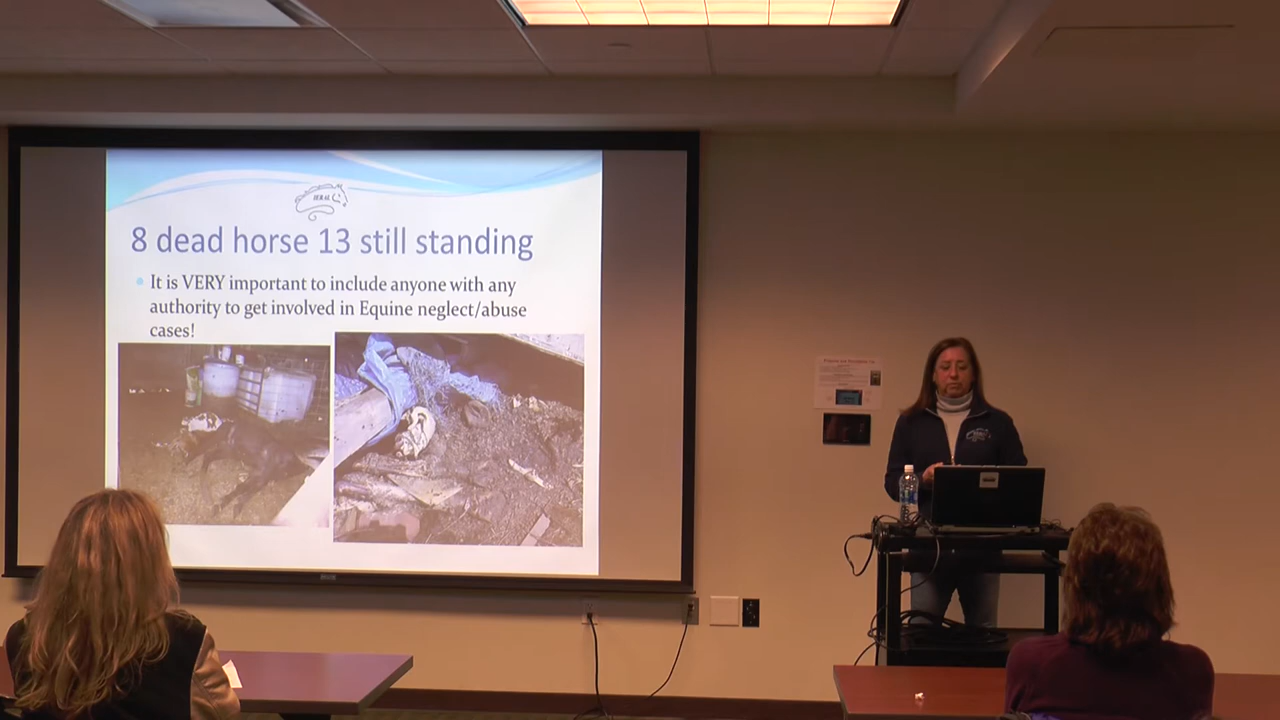 8 dead horse 13 still standing
It is VERY important to include anyone with any
authority to get involved in Equine neglect/abuse
cases!